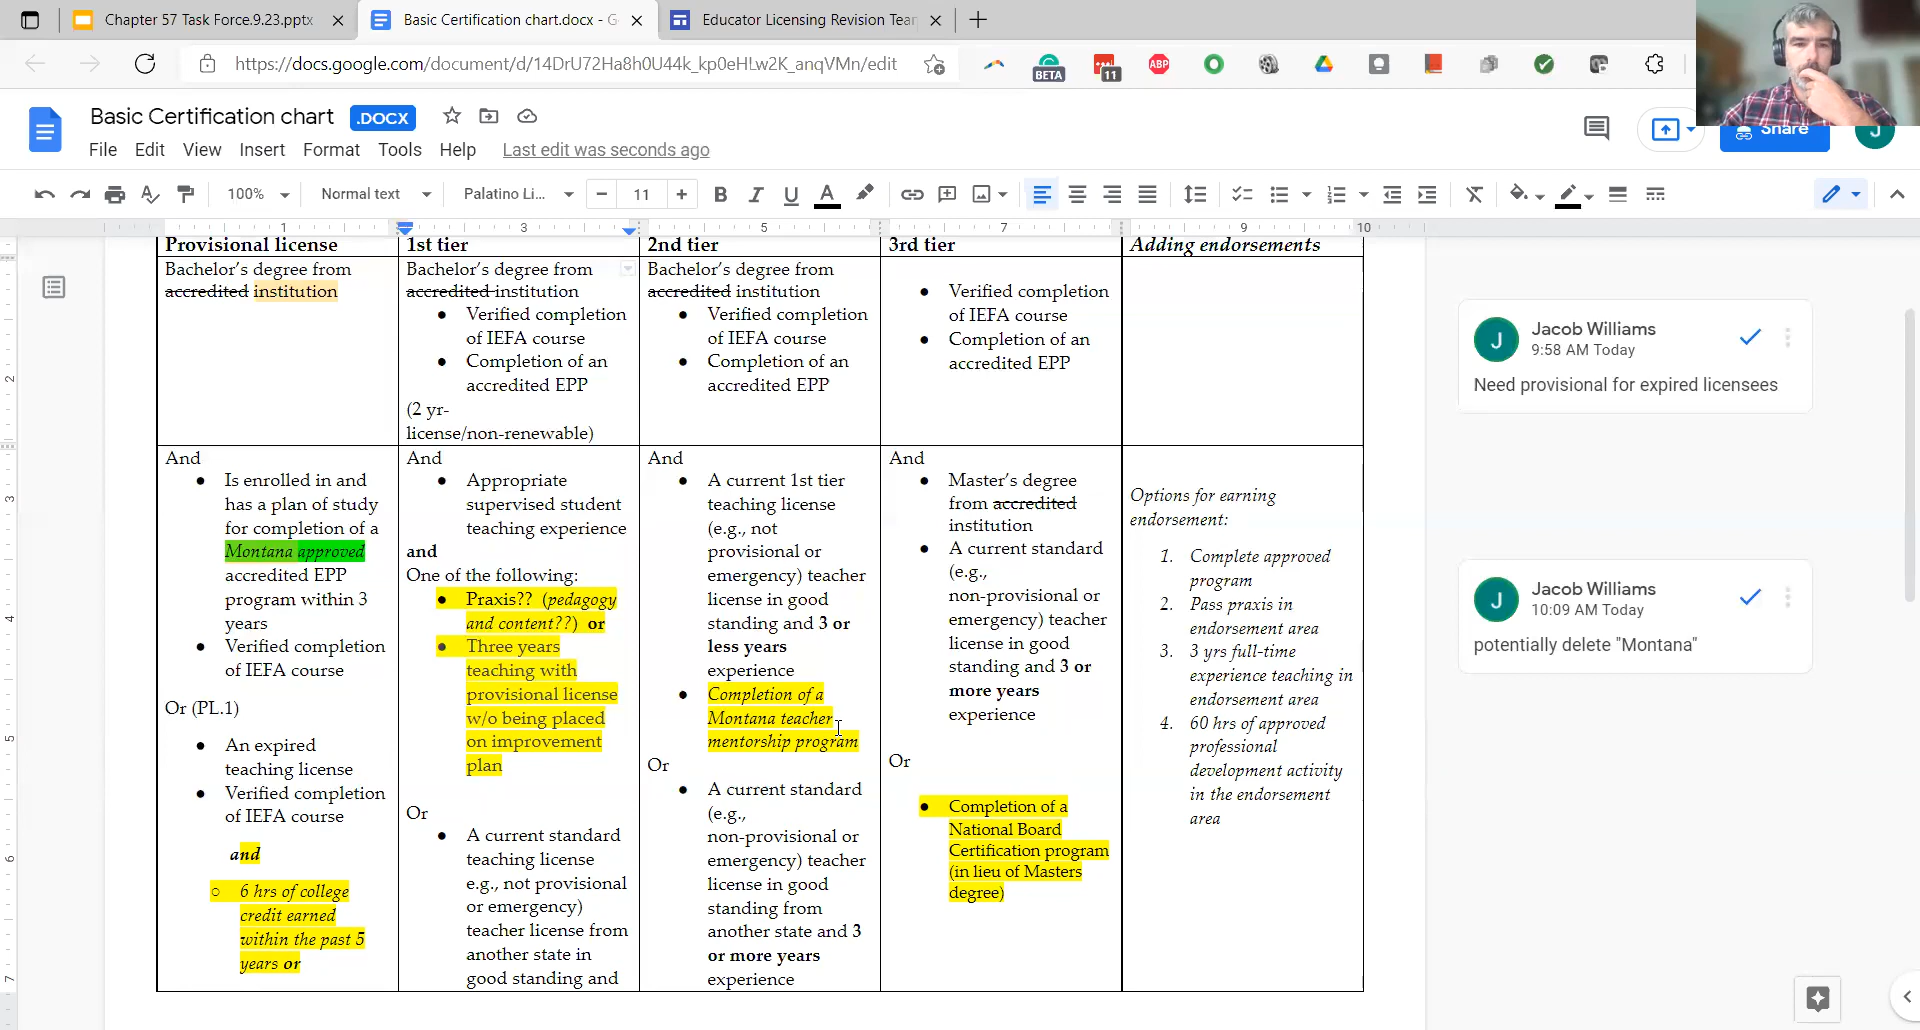 Chapter 57 Task Force.9.23.pptx
Basic Certification chart.docx - G
Educator Licensing Revision Tear
https://docs.google.com/document/d/14DrU72Ha8h0U44k_kp0eHLw2K_anqVMn/edit
BETA
11
ABP
Basic Certification chart
.DOCX
Share
J
File Edit View Insert Format Tools Help Last edit was seconds ago
100% Normal text Palatino Li... 11 B I U A
1 3 5 7 9 10
2
3
4
5
6
7
Provisional license
Bachelor's degree from
accredited institution
And
● Is enrolled in and
has a plan of study
for completion of a
Montana approved
accredited EPP
program within 3
years
● Verified completion
of IEFA course
Or (PL.1)
● An expired
teaching license
● Verified completion
of IEFA course
and
○ 6 hrs of college
credit earned
within the past 5
years or
1st tier
Bachelor's degree from
accredited institution
● Verified completion
of IEFA course
● Completion of an
accredited EPP
(2 yr-
license/non-renewable)
And
● Appropriate
supervised student
teaching experience
and
One of the following:
● Praxis?? (pedagogy
and content??) or
● Three years
teaching with
provisional license
w/o being placed
on improvement
plan
Or
● A current standard
teaching license
e.g., not provisional
or emergency)
teacher license from
another state in
good standing and
2nd tier
Bachelor's degree from
accredited institution
● Verified completion
of IEFA course
● Completion of an
accredited EPP
And
● A current 1st tier
teaching license
(e.g., not
provisional or
emergency) teacher
license in good
standing and 3 or
less years
experience
● Completion of a
Montana teacher
mentorship program
Or
● A current standard
(e.g.,
non-provisional or
emergency) teacher
license in good
standing from
another state and 3
or more years
experience
3rd tier
● Verified completion
of IEFA course
● Completion of an
accredited EPP
And
● Master's degree
from accredited
institution
● A current standard
(e.g.,
non-provisional or
emergency) teacher
license in good
standing and 3 or
more years
experience
Or
● Completion of a
National Board
Certification program
(in lieu of Masters
degree)
Adding endorsements
Options for earning
endorsement:
1. Complete approved
program
2. Pass praxis in
endorsement area
3. 3 yrs full-time
experience teaching in
endorsement area
4. 60 hrs of approved
professional
development activity
in the endorsement
area
J
Jacob Williams
9:58 AM Today
Need provisional for expired licensees
J
Jacob Williams
10:09 AM Today
potentially delete "Montana"